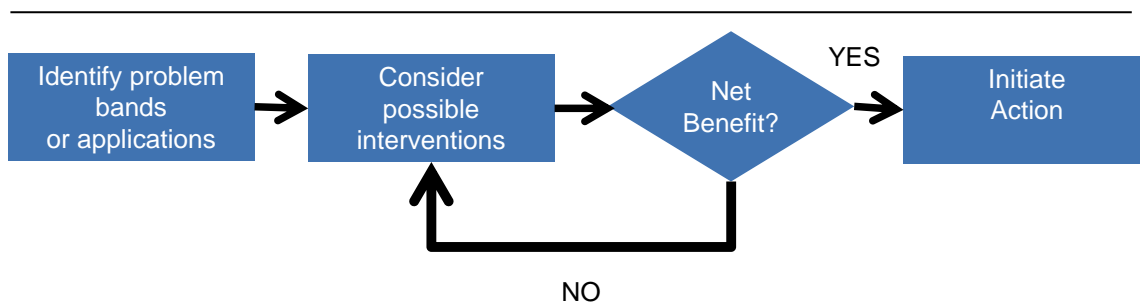 Identify problem
bands
or applications
Consider
possible
interventions
Net
Benefit?
YES
Initiate
Action
NO